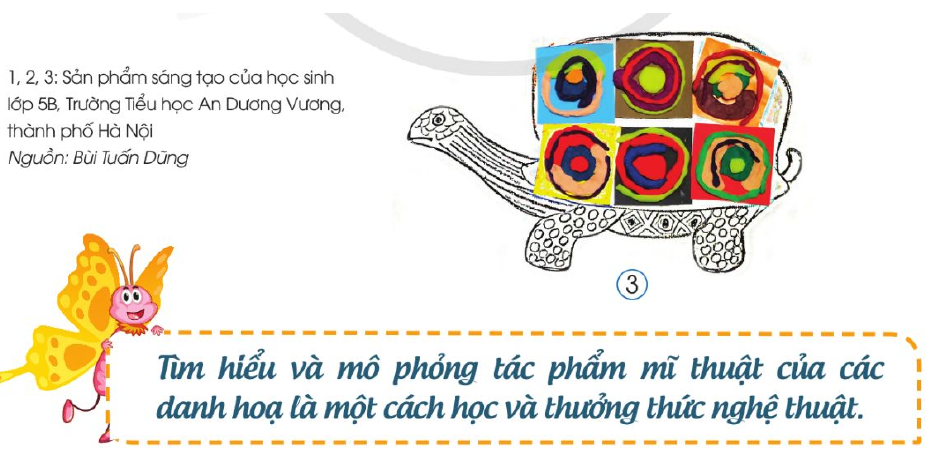 1, 2, 3: Sản phẩm sáng tạo của học sinh
lớp 5B, Trường Tiểu học An Dương Vương,
thành phố Hà Nội
Nguồn: Bùi Tuấn Dũng
3
Tìm hiểu và mô phỏng tác phẩm mĩ thuật của các
danh hoạ là một cách học và thưởng thức nghệ thuật.